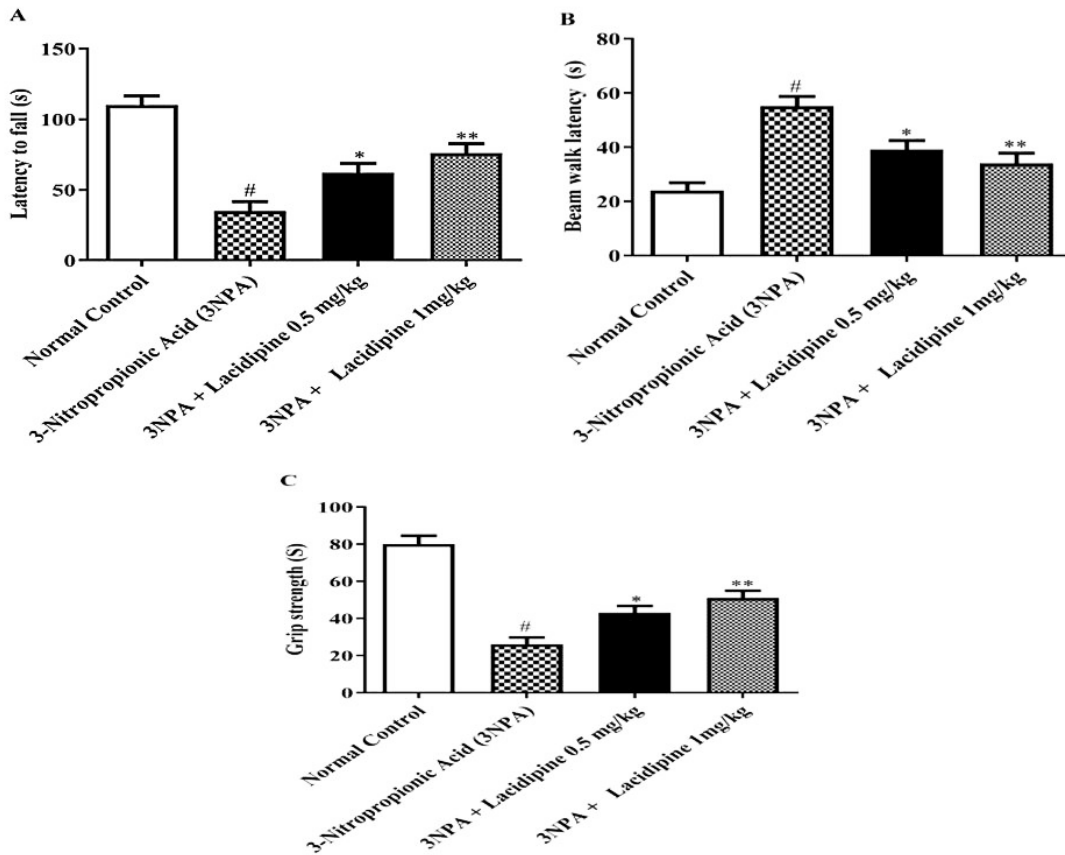 A
Latency to fall (s)
150
100
50
0
#
*
**
Normal Control
3-Nitropropionic Acid (3NPA)
3NPA + Lacidipine 0.5 mg/kg
3NPA + Lacidipine 1mg/kg
B
Beam walk latency (s)
80
60
40
20
0
#
*
**
Normal Control
3-Nitropropionic Acid (3NPA)
3NPA + Lacidipine 0.5 mg/kg
3NPA + Lacidipine 1mg/kg
C
Grip strength (S)
100
80
60
40
20
0
#
*
**
Normal Control
3-Nitropropionic Acid (3NPA)
3NPA + Lacidipine 0.5 mg/kg
3NPA + Lacidipine 1mg/kg